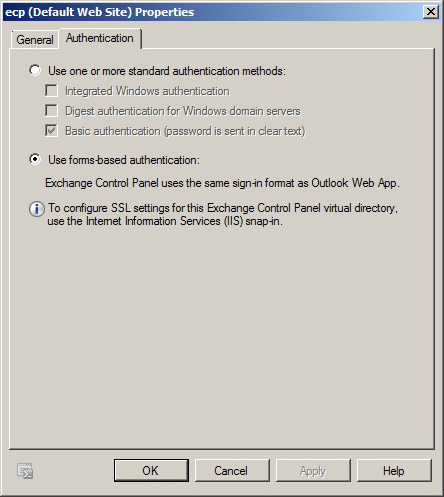 ecp (Default Web Site) Properties
General
Authentication
Use one or more standard authentication methods:
Integrated Windows authentication
Digest authentication for Windows domain servers
Basic authentication (password is sent in clear text)
Use forms-based authentication:
Exchange Control Panel uses the same sign-in format as Outlook Web App.
To configure SSL settings for this Exchange Control Panel virtual directory,
use the Internet Information Services (IIS) snap-in.
OK
Cancel
Apply
Help